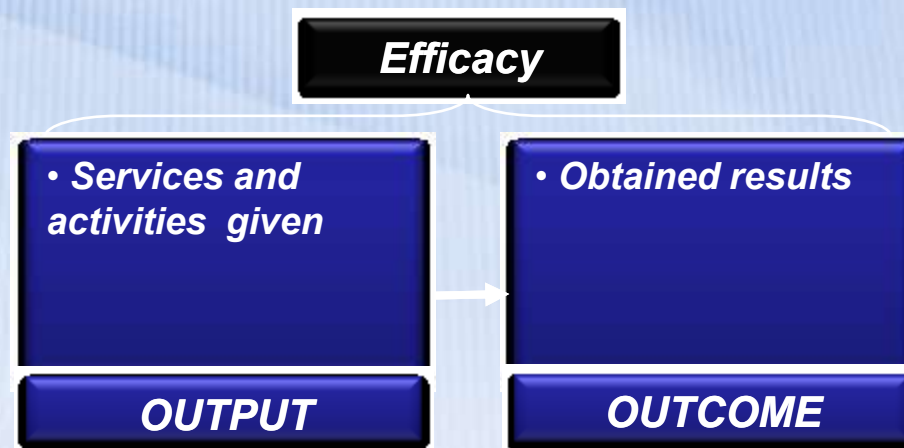 Efficacy
• Services and
activities given
OUTPUT
• Obtained results
OUTCOME